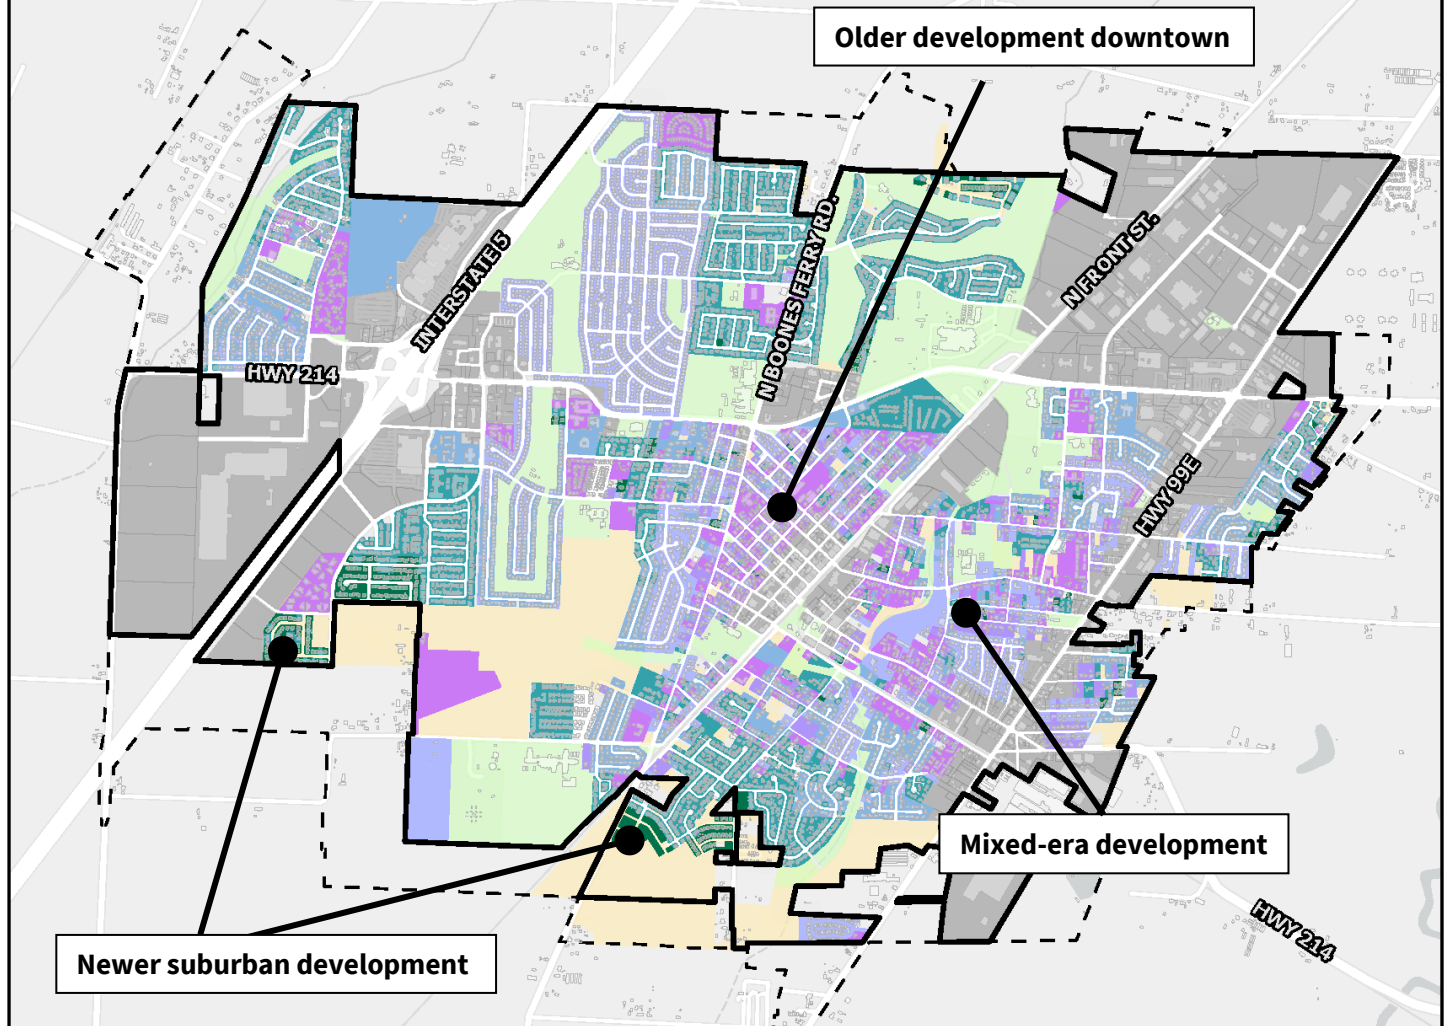 Older development downtown
N BOONES FERRY RD.
N FRONT ST.
INTERSTATE 5
HWY 214
HWY 99E
Mixed-era development
HWY 214
Newer suburban development